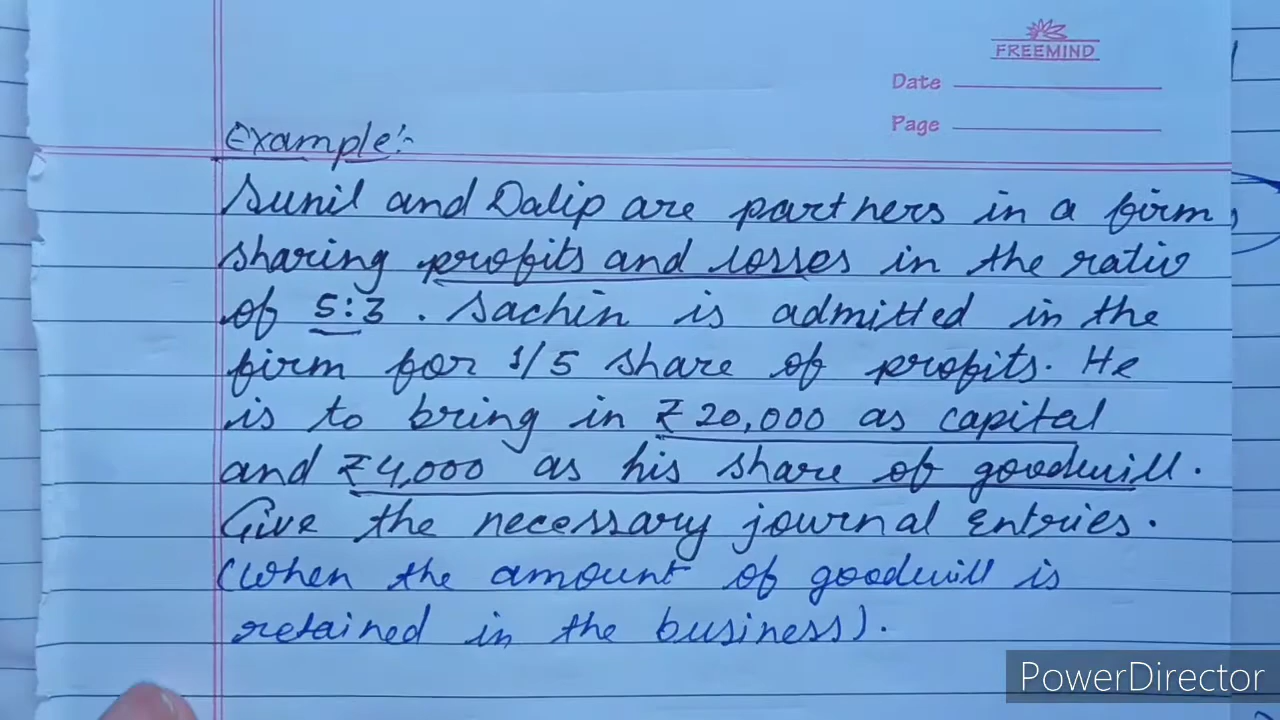 FREEMIND
Date
Page
Example:-
Sunil and Dalip are partners in a firm,
sharing profits and losses in the ratio
of 5:3. Sachin is admitted in the
firm for 1/5 share of profits. He
is to bring in ₹20,000 as capital
and ₹4,000 as his share of goodwill.
Give the necessary journal entries.
(When the amount of goodwill is
retained in the business).
PowerDirector